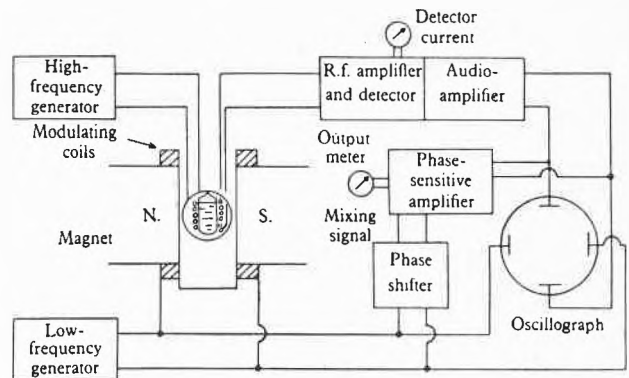 Detector
current
High-
frequency
generator
R.f. amplifier
and detector
Audio-
amplifier
Modulating
coils
Output
meter
Phase-
sensitive
amplifier
N.
S.
Mixing
signal
Magnet
Phase
shifter
Oscillograph
Low-
frequency
generator